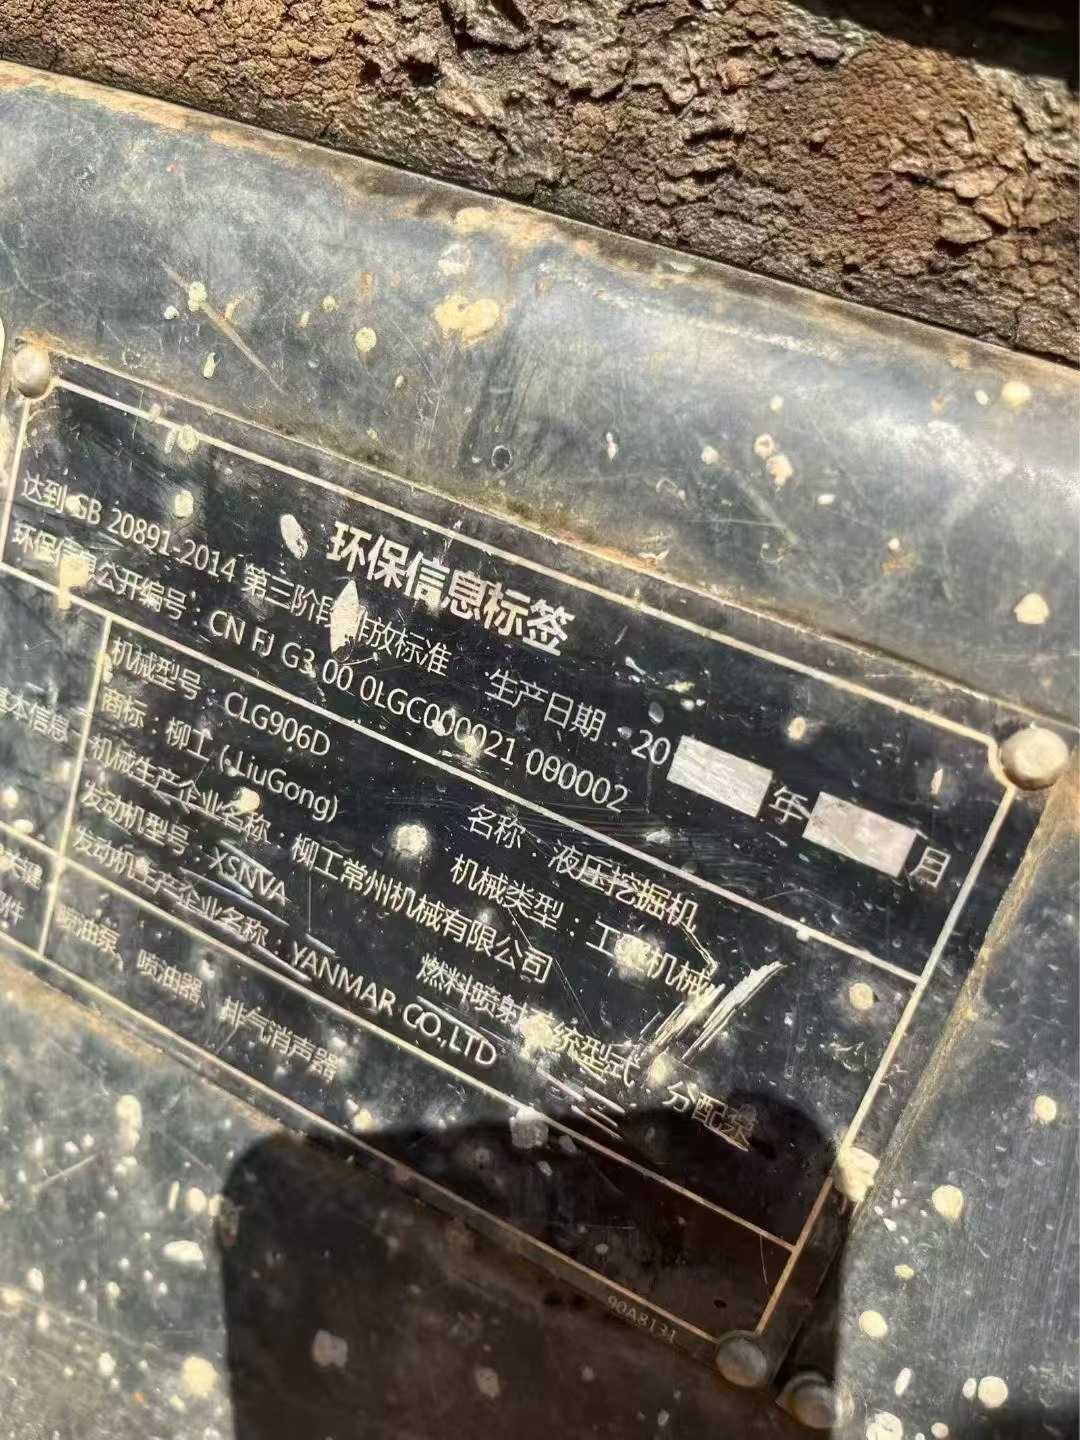 环保信息标签
达到 GB 20891-2014 第三阶段排放标准 生产日期：20 年 月
环保信息公开编号：CN FJ G3 00 0LGC000021 000002
基本信息
机械型号：CLG906D 名称：液压挖掘机
商标：柳工 (LiuGong) 机械类型：工程机械
机械生产企业名称：柳工常州机械有限公司
发动机型号：XSNVA 燃料喷射系统型式：分配泵
发动机生产企业名称：YANMAR CO.,LTD
关键
部件
喷油泵、喷油器、排气消声器
90A8131